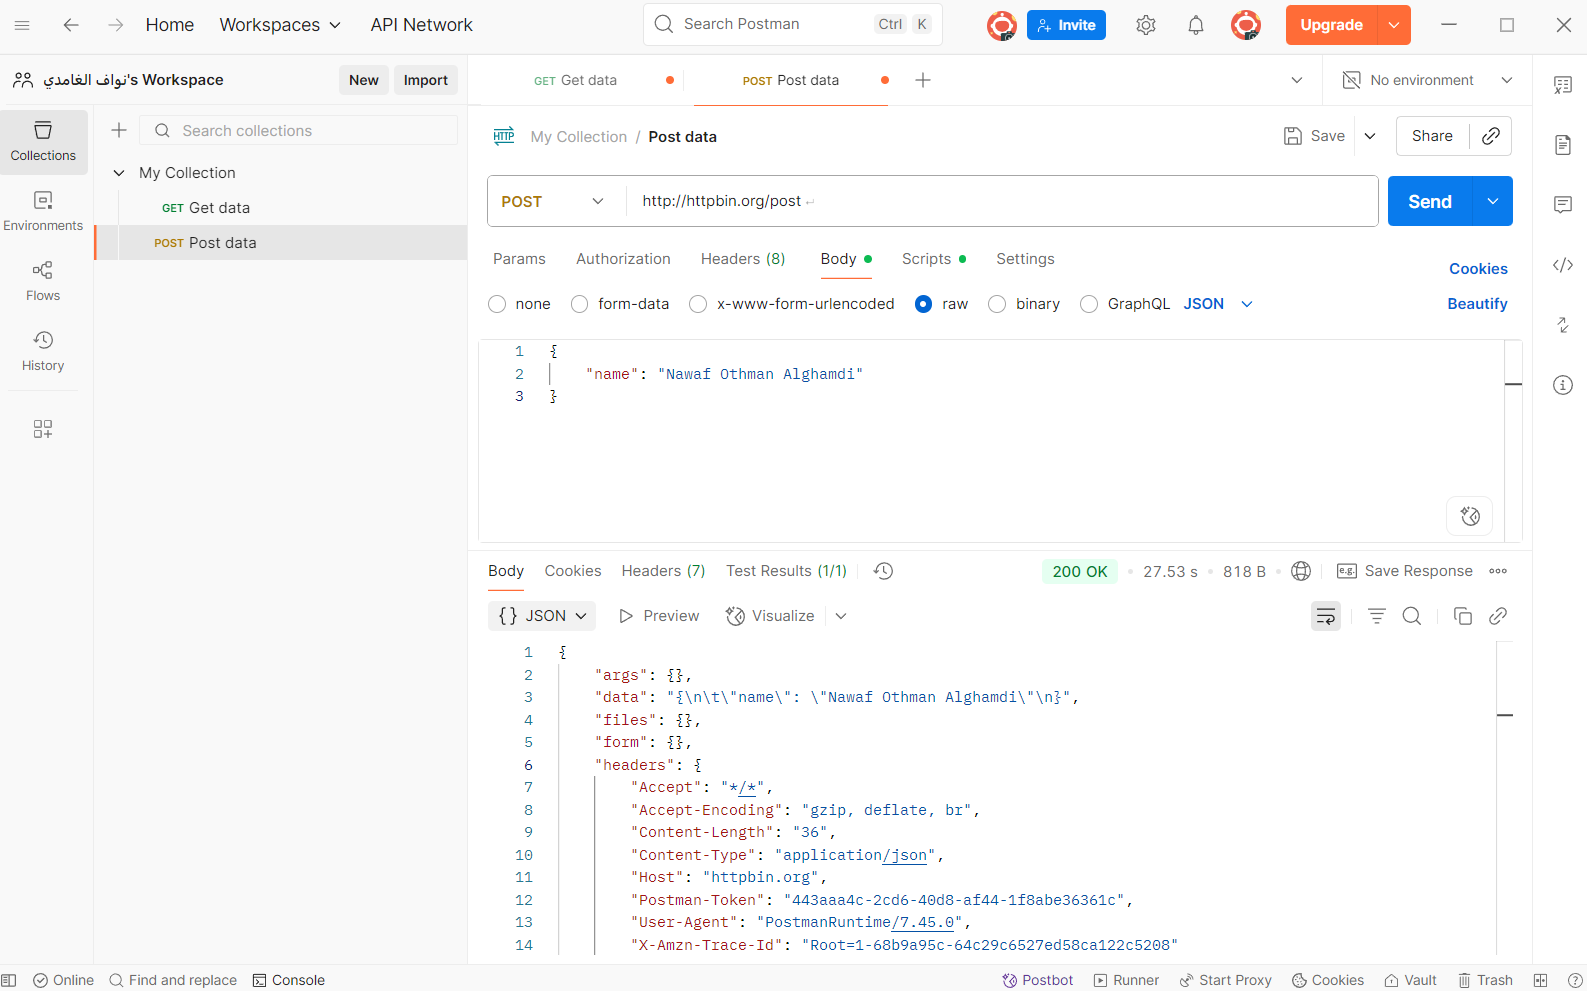 Home Workspaces API Network Search Postman Ctrl K Invite Upgrade
نواف الغامدي's Workspace New Import GET Get data POST Post data No environment
Collections
Environments
Flows
History
Search collections
My Collection
GET Get data
POST Post data
HTTP My Collection / Post data Save Share
POST http://httpbin.org/post Send
Params Authorization Headers (8) Body Scripts Settings Cookies
none form-data x-www-form-urlencoded raw binary GraphQL JSON Beautify
1 {
2 "name": "Nawaf Othman Alghamdi"
3 }
Body Cookies Headers (7) Test Results (1/1) 200 OK • 27.53 s • 818 B • e.g. Save Response
{} JSON Preview Visualize
1 {
2 "args": {},
3 "data": "{\n\t\"name\": \"Nawaf Othman Alghamdi\"\n}",
4 "files": {},
5 "form": {},
6 "headers": {
7 "Accept": "*/*",
8 "Accept-Encoding": "gzip, deflate, br",
9 "Content-Length": "36",
10 "Content-Type": "application/json",
11 "Host": "httpbin.org",
12 "Postman-Token": "443aaa4c-2cd6-40d8-af44-1f8abe36361c",
13 "User-Agent": "PostmanRuntime/7.45.0",
14 "X-Amzn-Trace-Id": "Root=1-68b9a95c-64c29c6527ed58ca122c5208"
Online Find and replace Console Postbot Runner Start Proxy Cookies Vault Trash